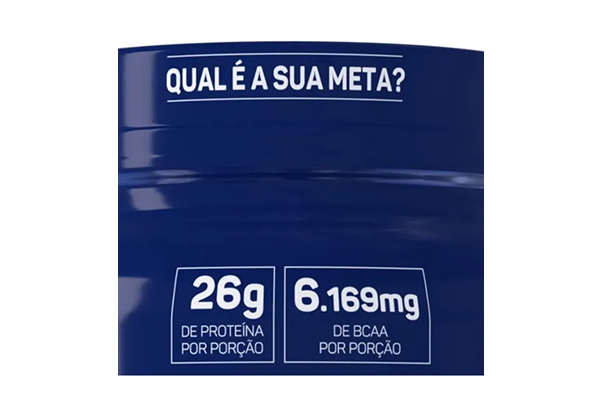 QUAL É A SUA META?
26g
DE PROTEÍNA
POR PORÇÃO
6.169mg
DE BCAA
POR PORÇÃO